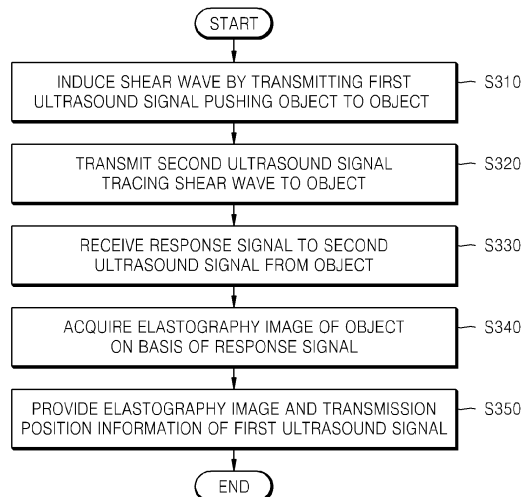 START
INDUCE SHEAR WAVE BY TRANSMITTING FIRST
ULTRASOUND SIGNAL PUSHING OBJECT TO OBJECT
S310
TRANSMIT SECOND ULTRASOUND SIGNAL
TRACING SHEAR WAVE TO OBJECT
S320
RECEIVE RESPONSE SIGNAL TO SECOND
ULTRASOUND SIGNAL FROM OBJECT
S330
ACQUIRE ELASTOGRAPHY IMAGE OF OBJECT
ON BASIS OF RESPONSE SIGNAL
S340
PROVIDE ELASTOGRAPHY IMAGE AND TRANSMISSION
POSITION INFORMATION OF FIRST ULTRASOUND SIGNAL
S350
END